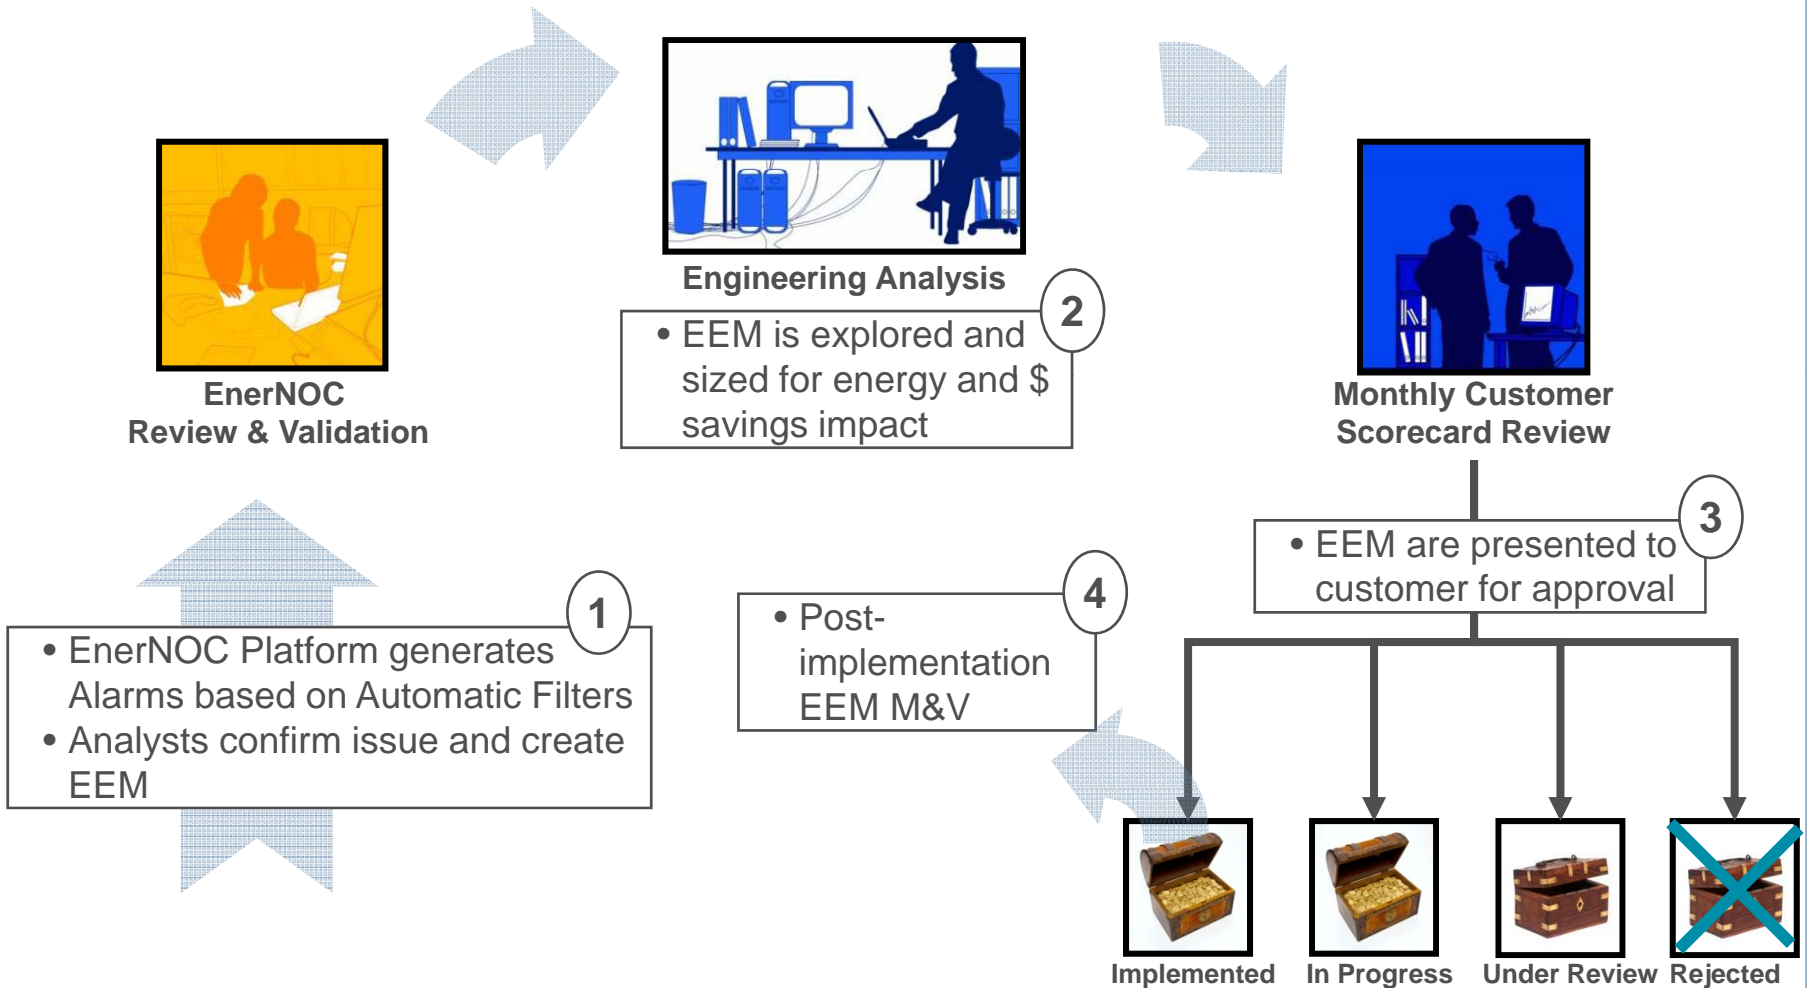 EnerNOC
Review & Validation
1
• EnerNOC Platform generates
Alarms based on Automatic Filters
• Analysts confirm issue and create
EEM
Engineering Analysis
2
• EEM is explored and
sized for energy and $
savings impact
Monthly Customer
Scorecard Review
3
• EEM are presented to
customer for approval
4
• Post-
implementation
EEM M&V
Implemented
In Progress
Under Review
Rejected